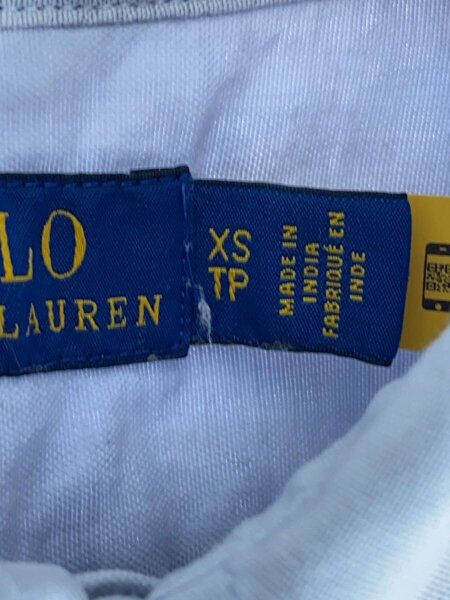 LO
LAUREN
XS
TP
MADE IN
INDIA
FABRIQUÉ EN
INDE